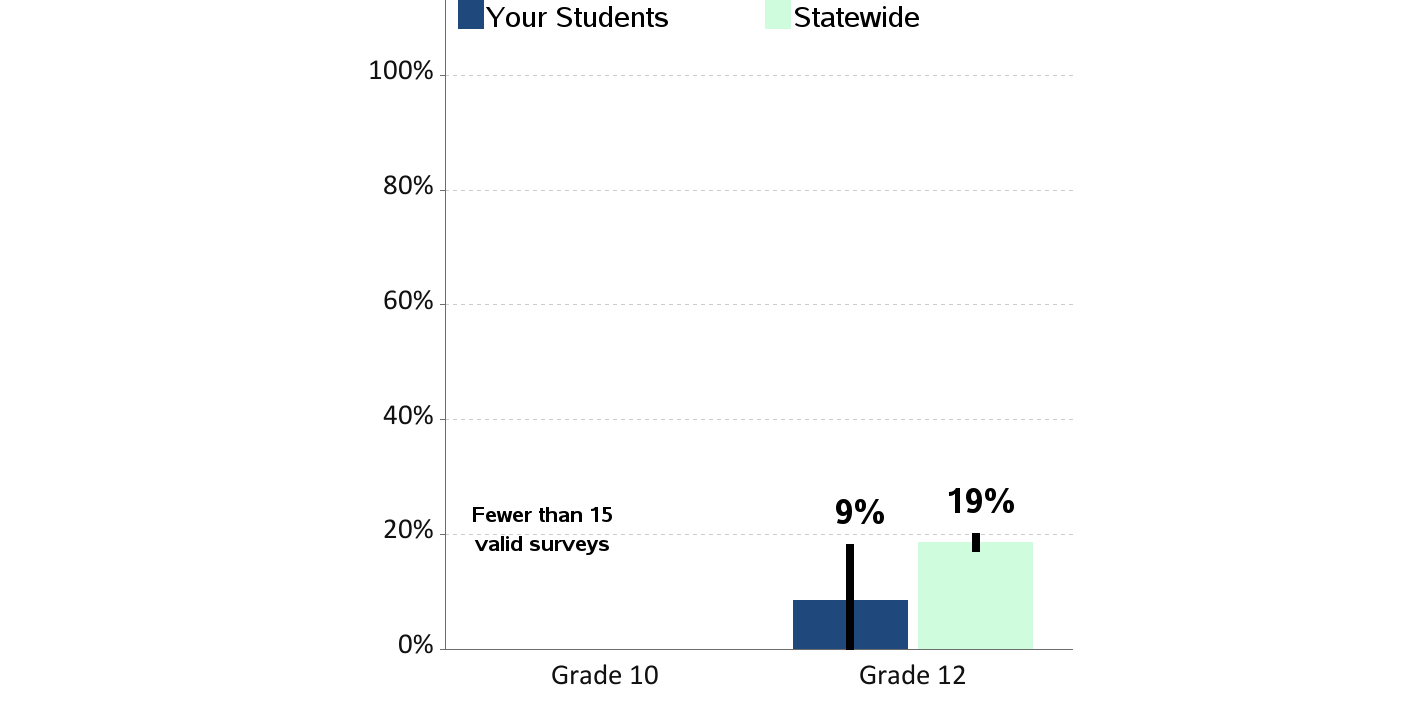 Your Students Statewide
100%
80%
60%
40%
20%
0%
Fewer than 15
valid surveys
9%
19%
Grade 10 Grade 12